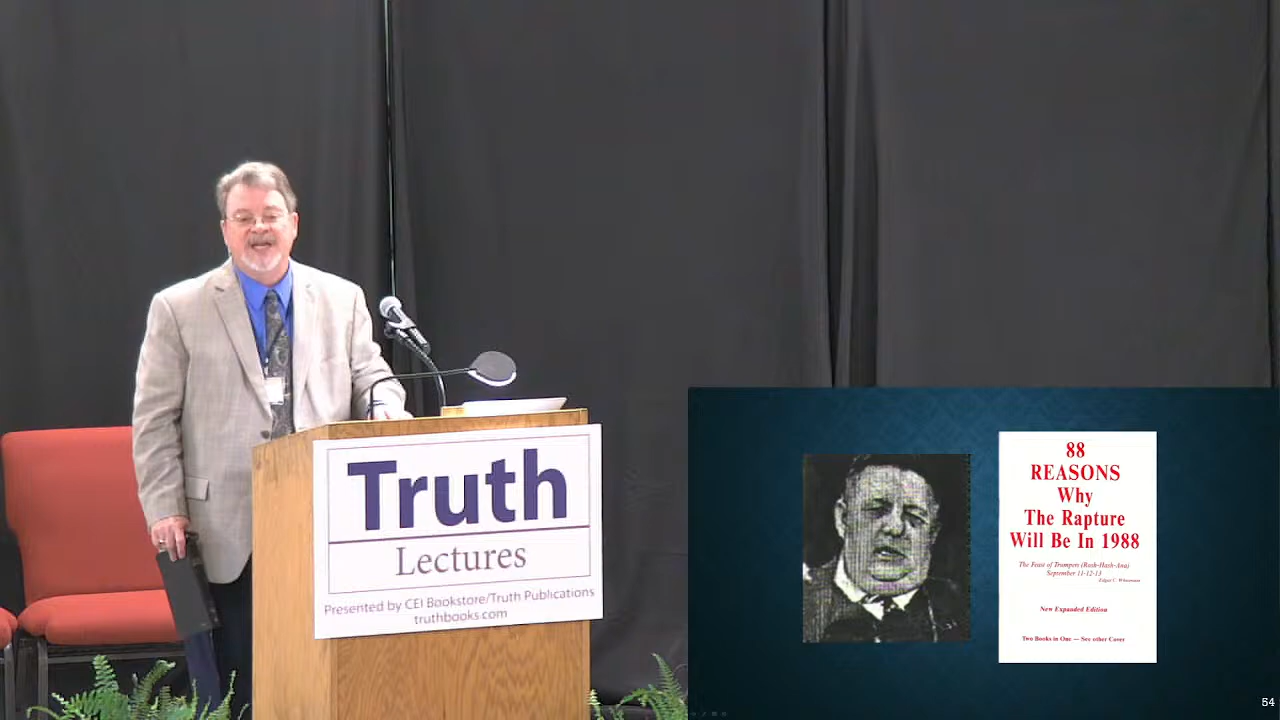 Truth
Lectures
Presented by CEI Bookstore/Truth Publications
truthbooks.com
88
REASONS
Why
The Rapture
Will Be In 1988
The Feast of Trumpets (Rosh-Hash-Ana)
September 11-12-13
Edgar C. Whisenant
New Expanded Edition
Two Books in One — See other Cover
54